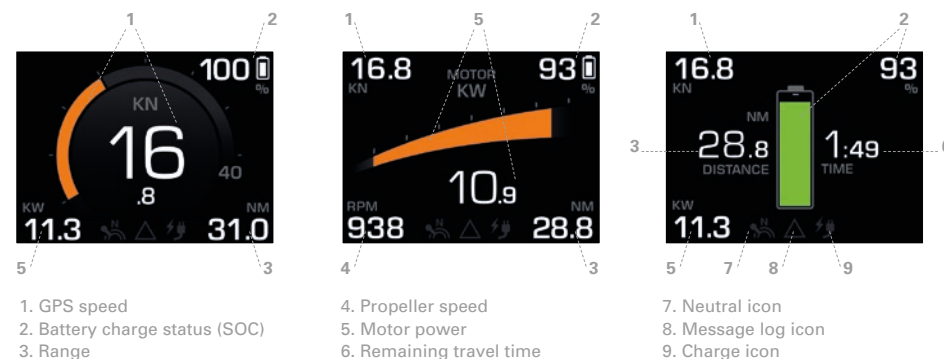 1 2 1 5 2 1 2
100 % 16.8 KN MOTOR KW 93 % 16.8 KN 93 %
KN
16
.8
40
10.9
NM
28.8
DISTANCE
1:49
TIME
3 6
KW
11.3
N
NM
31.0
RPM
938
N
NM
28.8
KW
11.3
N
5 3 4 3 5 7 8 9
1. GPS speed
2. Battery charge status (SOC)
3. Range
4. Propeller speed
5. Motor power
6. Remaining travel time
7. Neutral icon
8. Message log icon
9. Charge icon